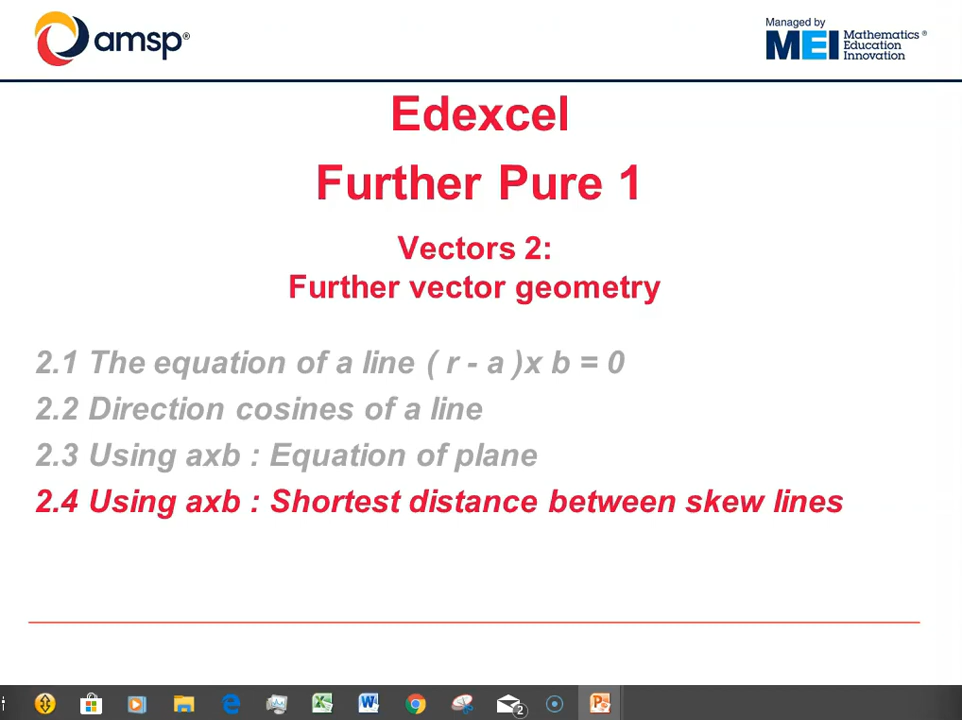 amsp®
Managed by
MEI Mathematics®
Education
Innovation
Edexcel
Further Pure 1
Vectors 2:
Further vector geometry
2.1 The equation of a line ( r - a )x b = 0
2.2 Direction cosines of a line
2.3 Using axb : Equation of plane
2.4 Using axb : Shortest distance between skew lines
2